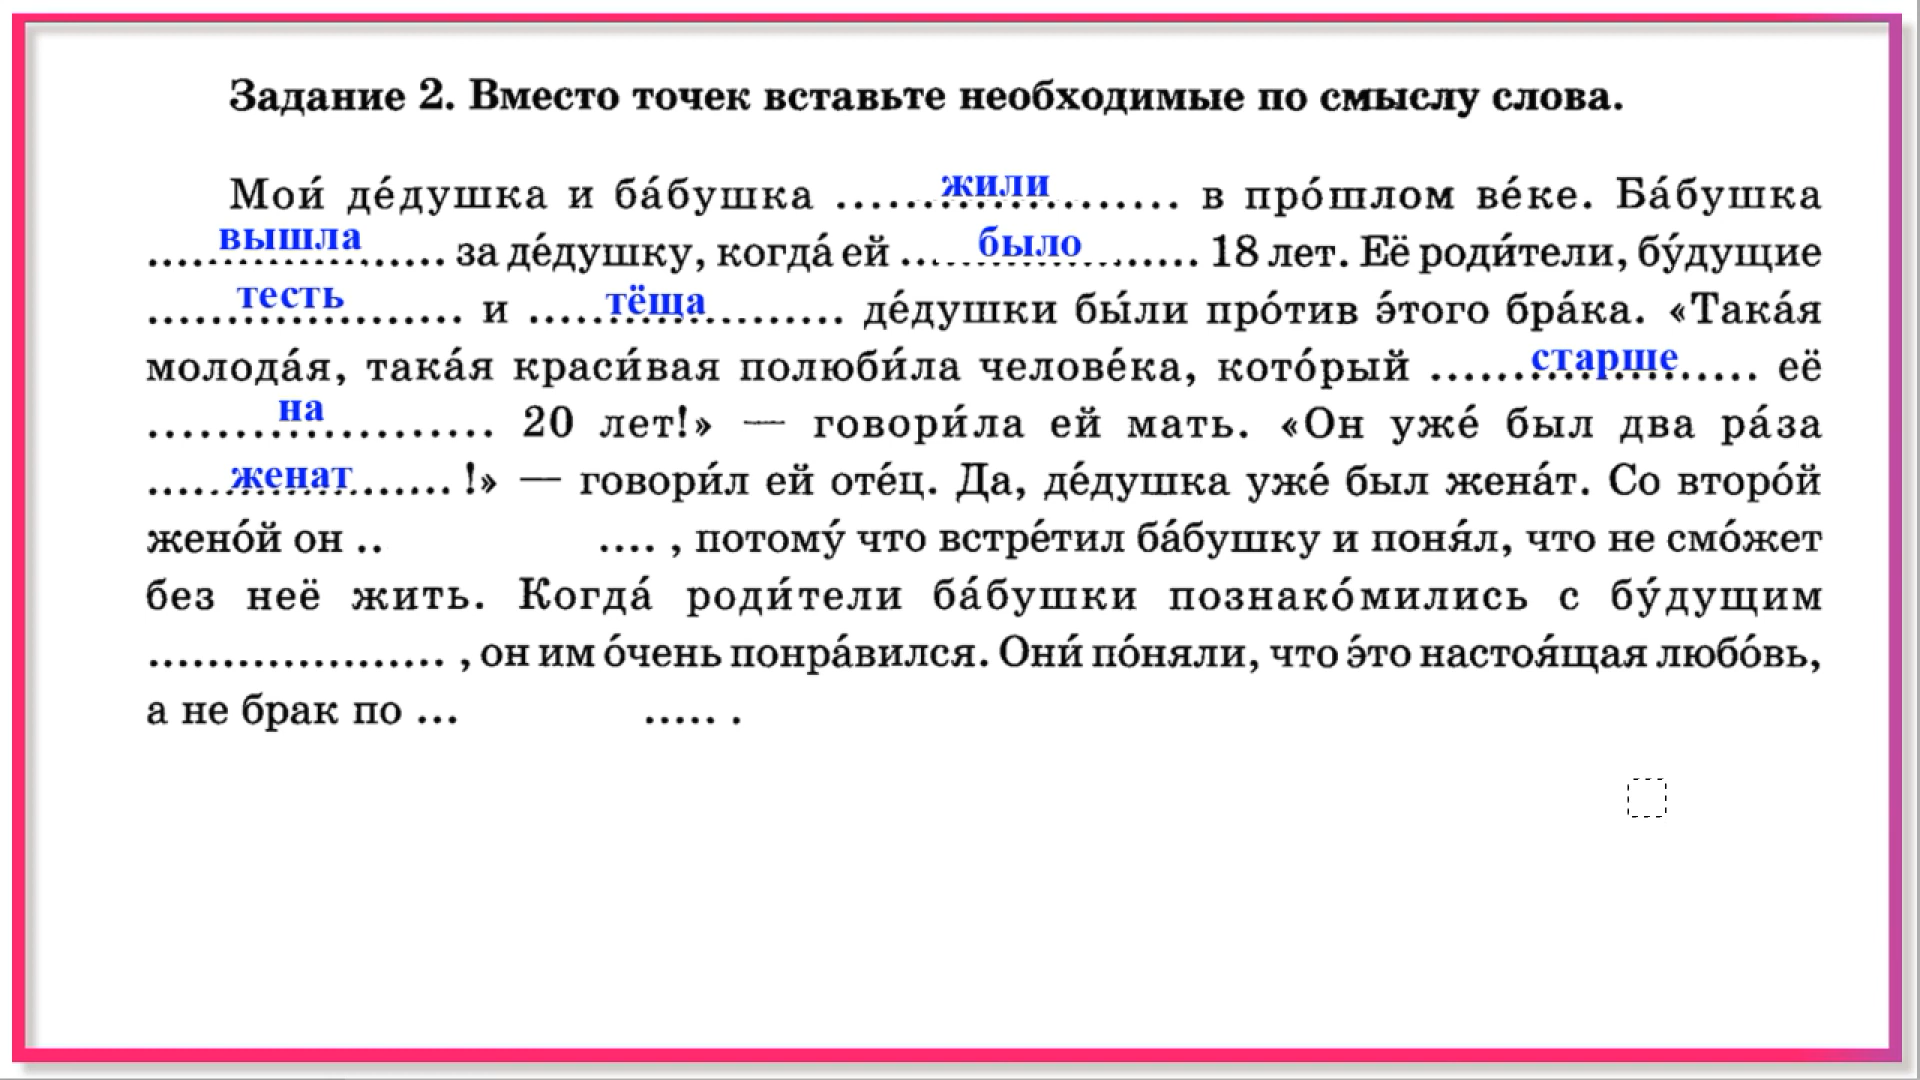 Задание 2. Вместо точек вставьте необходимые по смыслу слова.
Мои́ де́душка и ба́бушка .....жили..... в про́шлом ве́ке. Ба́бушка
.....вышла..... за де́душку, когда́ ей .....было..... 18 лет. Её роди́тели, бу́дущие
.....тесть..... и .....тёща..... де́душки бы́ли про́тив э́того бра́ка. «Така́я
молода́я, така́я краси́вая полюби́ла челове́ка, кото́рый .....старше..... её
.....на..... 20 лет!» — говори́ла ей мать. «Он уже́ был два ра́за
.....женат..... !» — говори́л ей оте́ц. Да, де́душка уже́ был жена́т. Со второ́й
жено́й он .. .... , потому́ что встре́тил ба́бушку и поня́л, что не смо́жет
без неё жить. Когда́ роди́тели ба́бушки познако́мились с бу́дущим
.................... , он им о́чень понра́вился. Они́ по́няли, что э́то настоя́щая любо́вь,
а не брак по ... ..... .